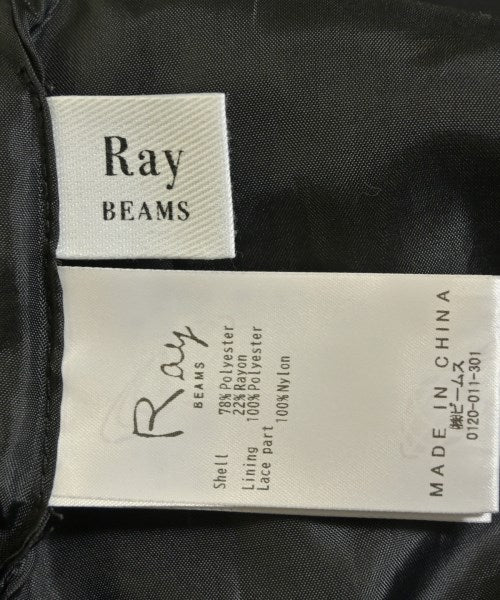 Ray
BEAMS
Ray
BEAMS
Shell 78% Polyester
22% Rayon
Lining 100% Polyester
Lace part
100% Nylon
MADE IN CHINA
㈱ビームス
0120-011-301